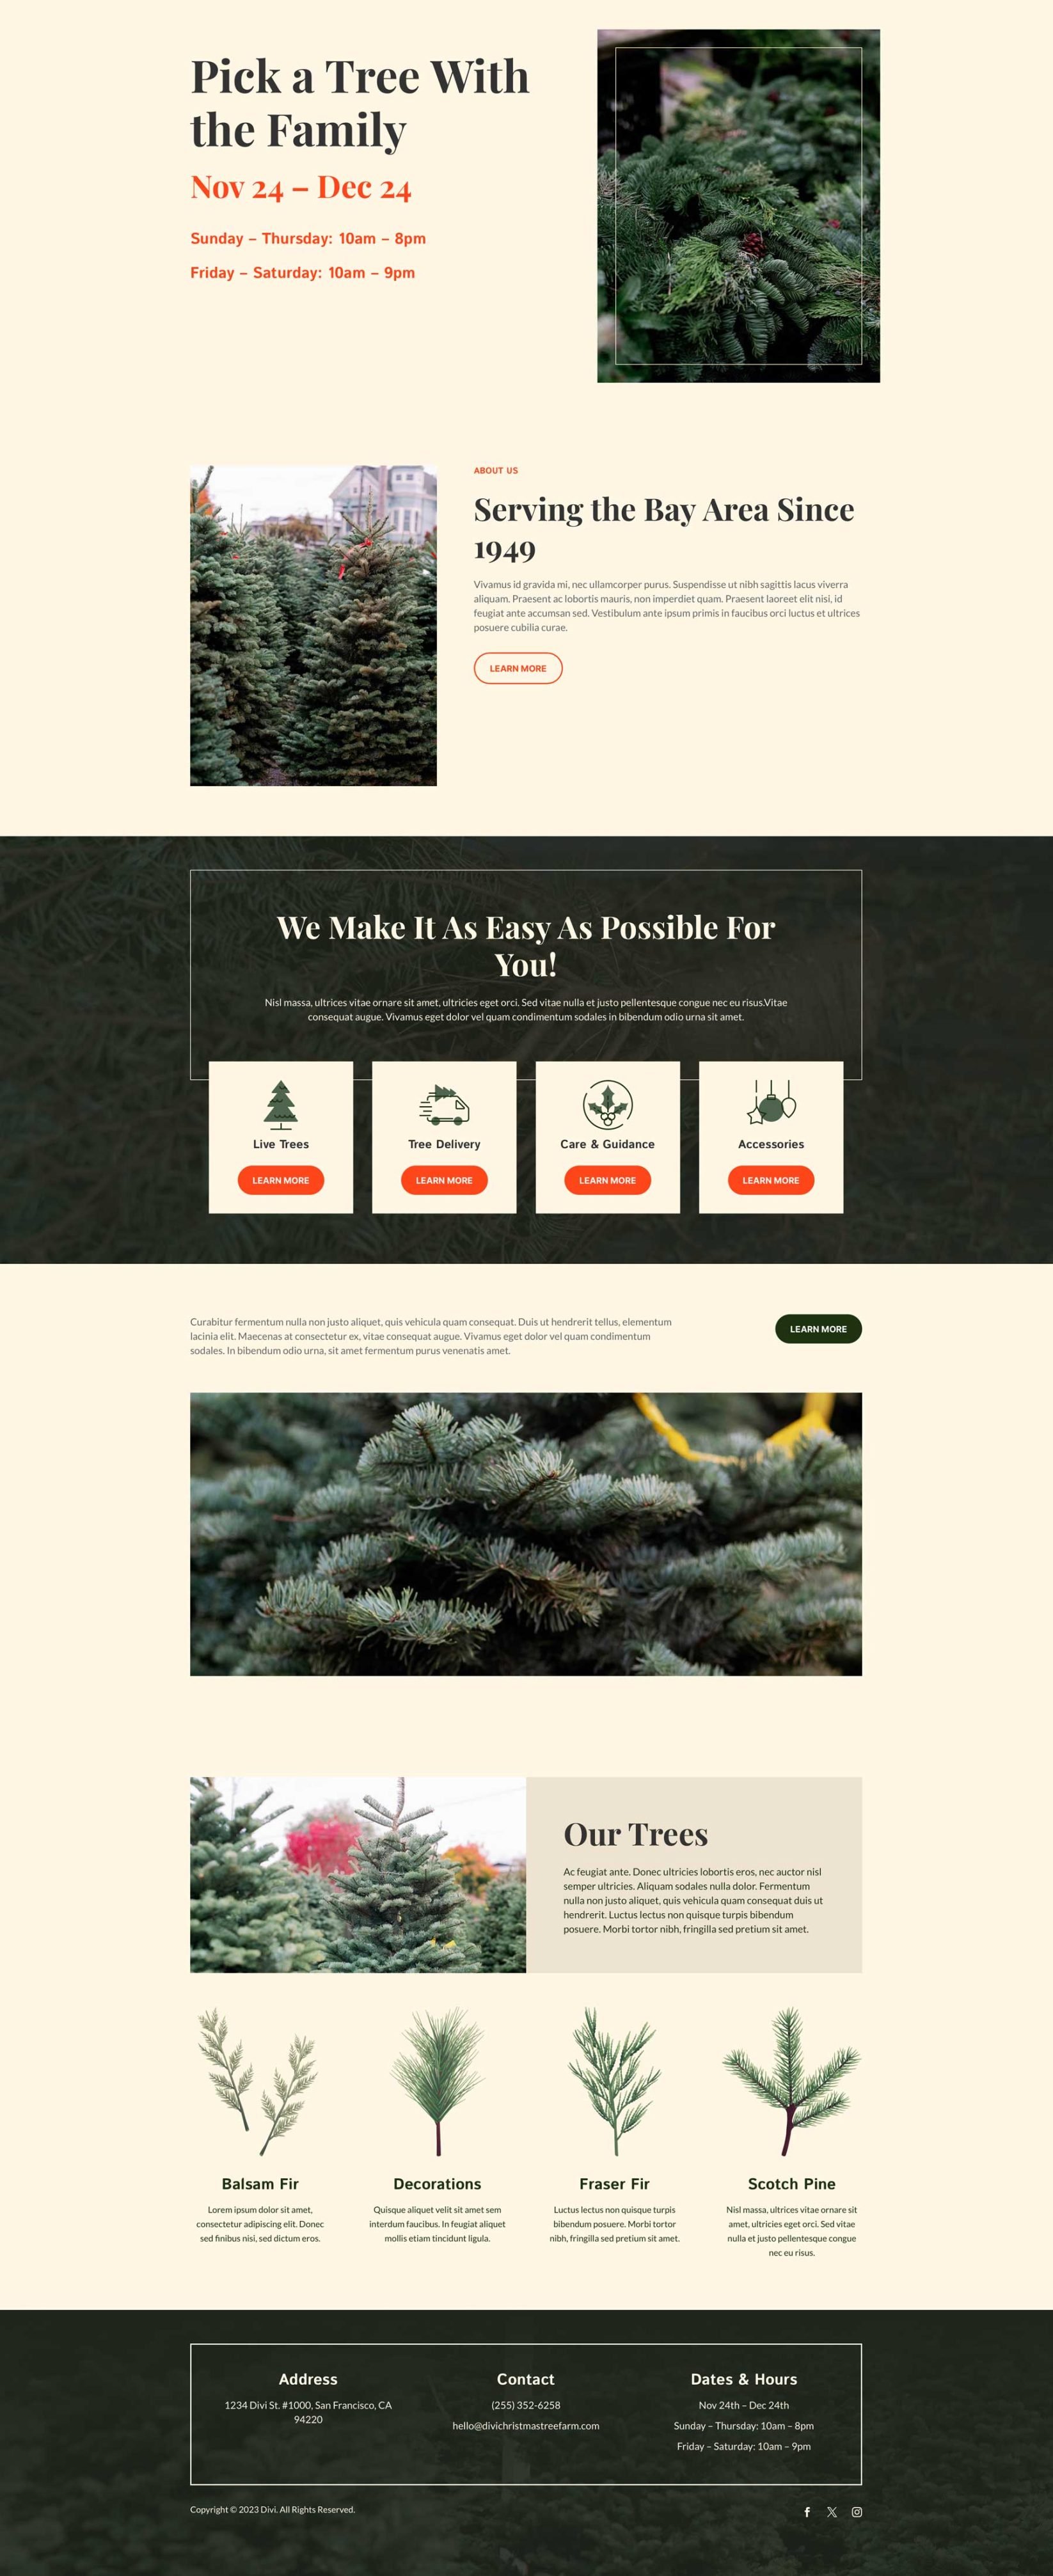 Pick a Tree With
the Family
Nov 24 – Dec 24
Sunday – Thursday: 10am – 8pm
Friday – Saturday: 10am – 9pm
ABOUT US
Serving the Bay Area Since
1949
Vivamus id gravida mi, nec ullamcorper purus. Suspendisse ut nibh sagittis lacus viverra
aliquam. Praesent ac lobortis mauris, non imperdiet quam. Praesent laoreet elit nisi, id
feugiat ante accumsan sed. Vestibulum ante ipsum primis in faucibus orci luctus et ultrices
posuere cubilia curae.
LEARN MORE
We Make It As Easy As Possible For
You!
Nisl massa, ultrices vitae ornare sit amet, ultricies eget orci. Sed vitae nulla et justo pellentesque congue nec eu risus.Vitae
consequat augue. Vivamus eget dolor vel quam condimentum sodales in bibendum odio urna sit amet.
Live Trees
LEARN MORE
Tree Delivery
LEARN MORE
Care & Guidance
LEARN MORE
Accessories
LEARN MORE
Curabitur fermentum nulla non justo aliquet, quis vehicula quam consequat. Duis ut hendrerit tellus, elementum
lacinia elit. Maecenas at consectetur ex, vitae consequat augue. Vivamus eget dolor vel quam condimentum
sodales. In bibendum odio urna, sit amet fermentum purus venenatis amet.
LEARN MORE
Our Trees
Ac feugiat ante. Donec ultricies lobortis eros, nec auctor nisl
semper ultricies. Aliquam sodales nulla dolor. Fermentum
nulla non justo aliquet, quis vehicula quam consequat duis ut
hendrerit. Luctus lectus non quisque turpis bibendum
posuere. Morbi tortor nibh, fringilla sed pretium sit amet.
Balsam Fir
Lorem ipsum dolor sit amet,
consectetur adipiscing elit. Donec
sed finibus nisi, sed dictum eros.
Decorations
Quisque aliquet velit sit amet sem
interdum faucibus. In feugiat aliquet
mollis etiam tincidunt ligula.
Fraser Fir
Luctus lectus non quisque turpis
bibendum posuere. Morbi tortor
nibh, fringilla sed pretium sit amet.
Scotch Pine
Nisl massa, ultrices vitae ornare sit
amet, ultricies eget orci. Sed vitae
nulla et justo pellentesque congue
nec eu risus.
Address
1234 Divi St. #1000, San Francisco, CA
94220
Contact
(255) 352-6258
hello@divichristmastreefarm.com
Dates & Hours
Nov 24th – Dec 24th
Sunday – Thursday: 10am – 8pm
Friday – Saturday: 10am – 9pm
Copyright © 2023 Divi. All Rights Reserved.